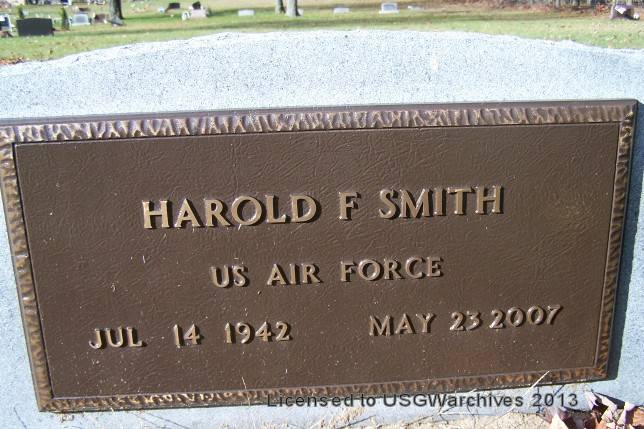 HAROLD F SMITH
US AIR FORCE
JUL 14 1942 MAY 23 2007
Licensed to USGWarchives 2013